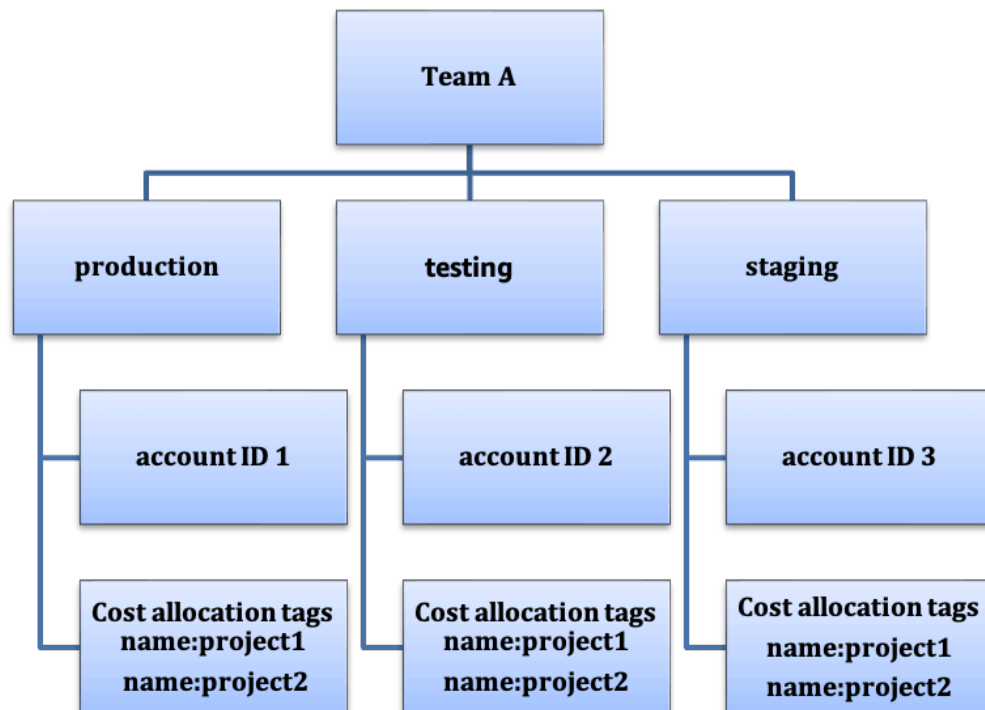 Team A
production
testing
staging
account ID 1
account ID 2
account ID 3
Cost allocation tags
name:project1
name:project2
Cost allocation tags
name:project1
name:project2
Cost allocation tags
name:project1
name:project2